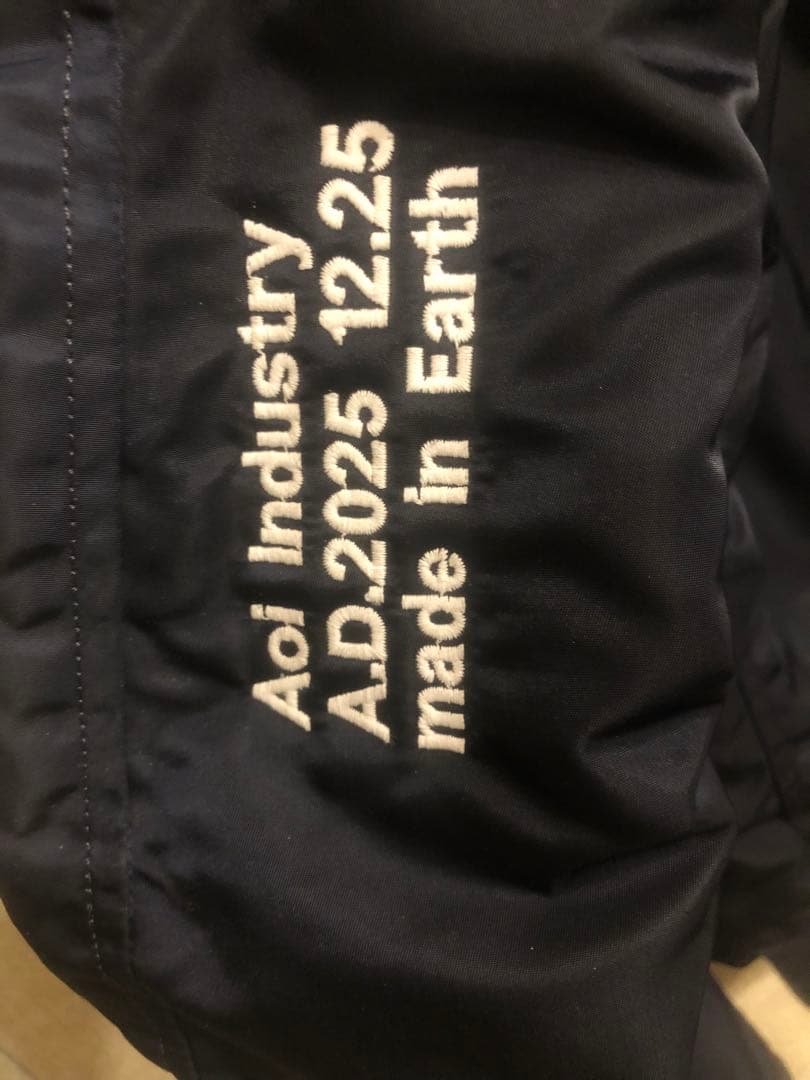 Aoi Industry
A.D.2025 12.25
made in Earth